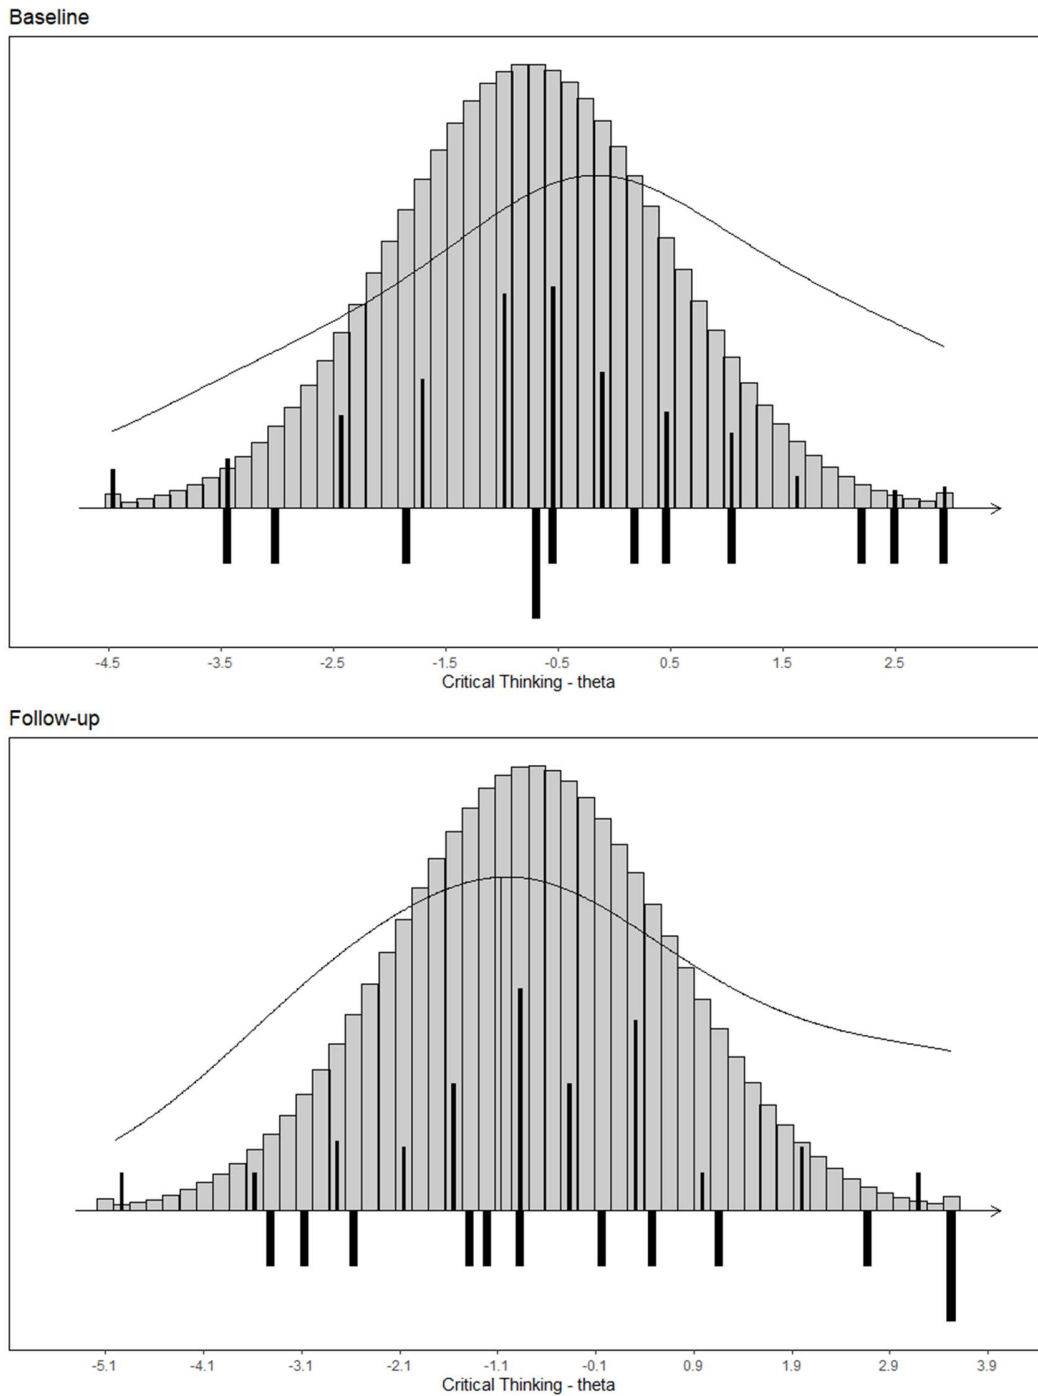 Baseline
-4.5 -3.5 -2.5 -1.5 -0.5 0.5 1.5 2.5
Critical Thinking - theta
Follow-up
-5.1 -4.1 -3.1 -2.1 -1.1 -0.1 0.9 1.9 2.9 3.9
Critical Thinking - theta